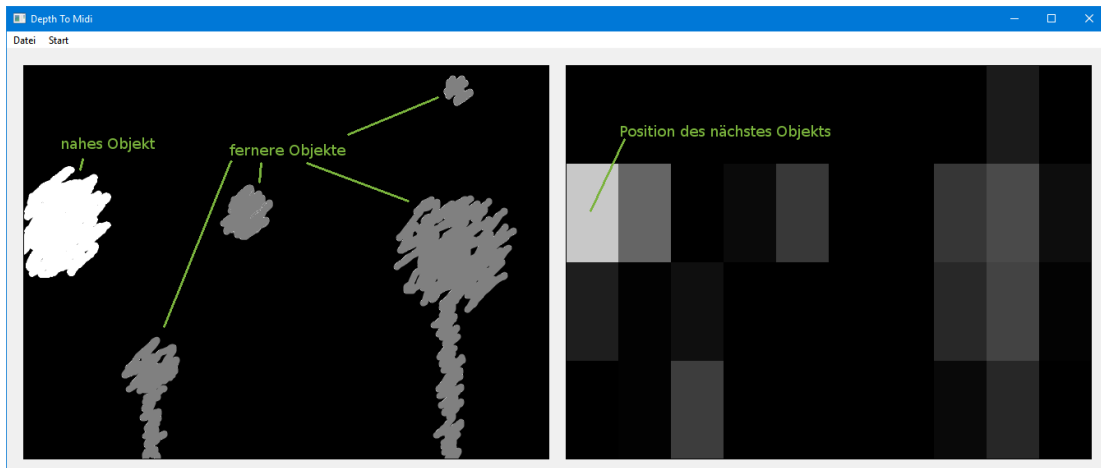 Depth To Midi
Datei Start
nahes Objekt
fernere Objekte
Position des nächstes Objekts